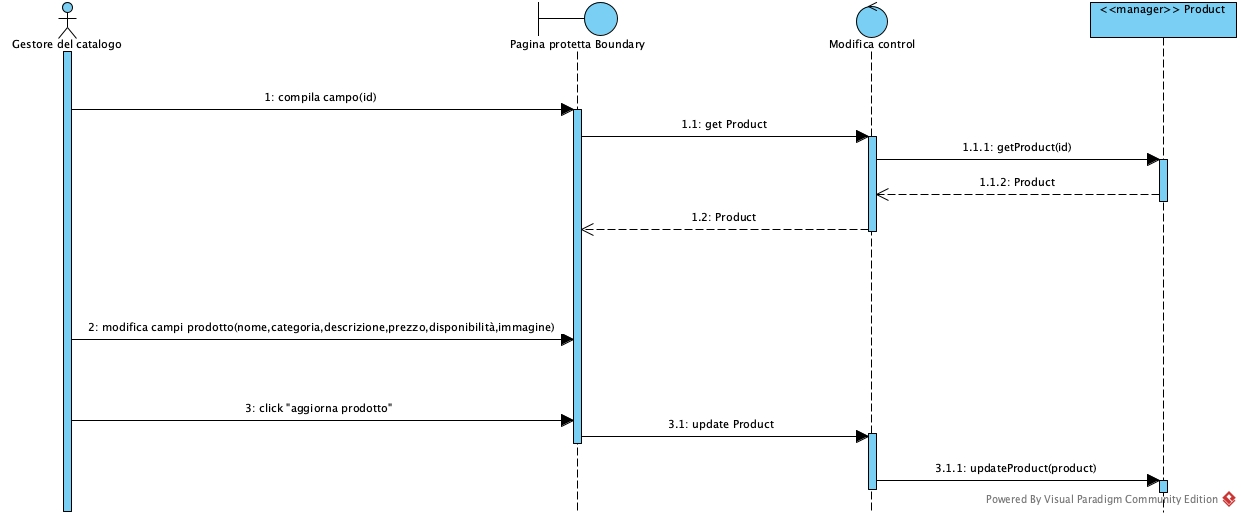 <<manager>> Product
Gestore del catalogo
Pagina protetta Boundary
Modifica control
1: compila campo(id)
1.1: get Product
1.1.1: getProduct(id)
1.1.2: Product
1.2: Product
2: modifica campi prodotto(nome,categoria,descrizione,prezzo,disponibilità,immagine)
3: click "aggiorna prodotto"
3.1: update Product
3.1.1: updateProduct(product)
Powered By Visual Paradigm Community Edition